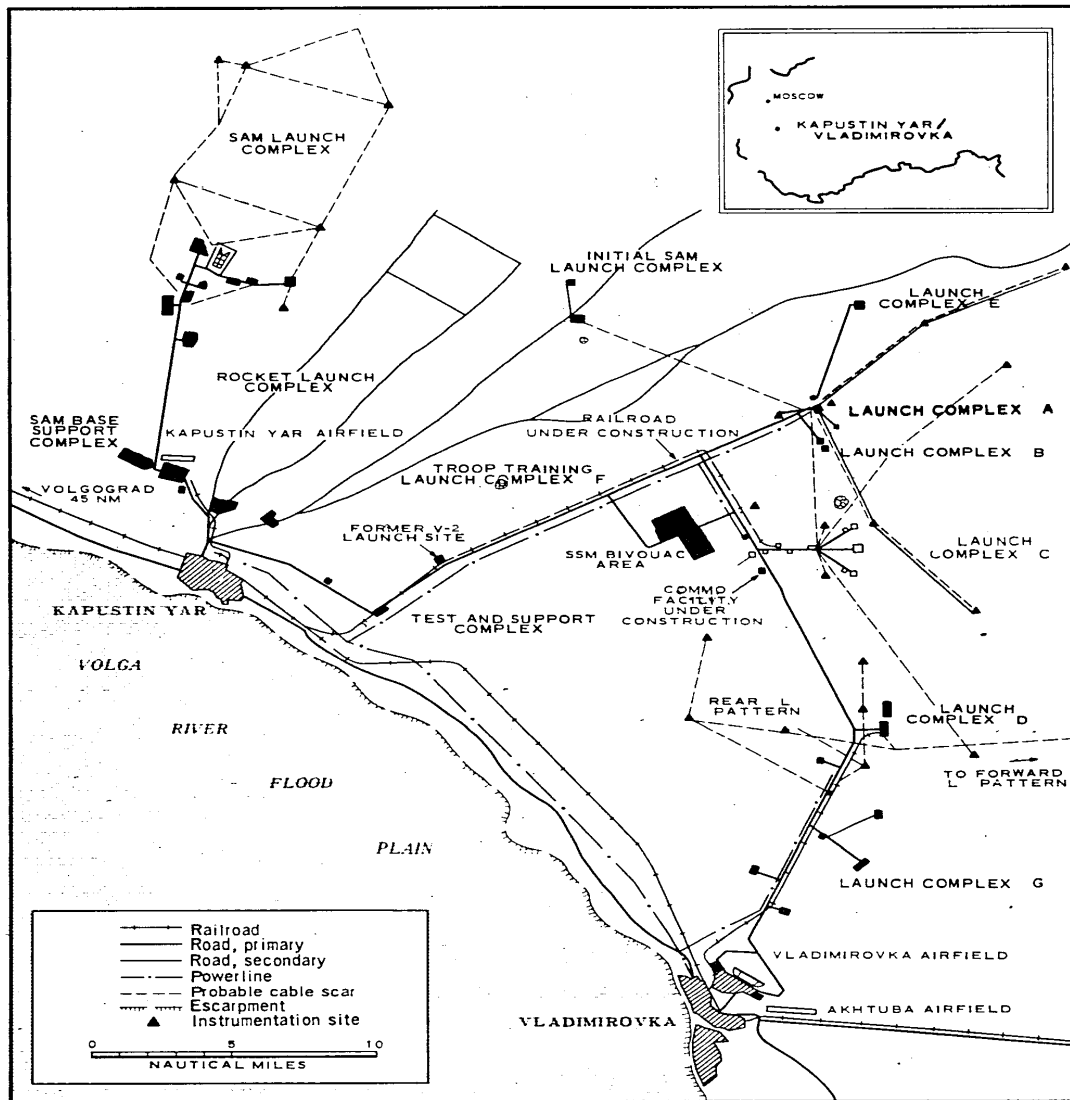 MOSCOW
KAPUSTIN YAR/
VLADIMIROVKA
SAM LAUNCH
COMPLEX
INITIAL SAM
LAUNCH COMPLEX
LAUNCH
COMPLEX E
ROCKET LAUNCH
COMPLEX
RAILROAD
UNDER CONSTRUCTION
LAUNCH COMPLEX A
SAM BASE
SUPPORT
COMPLEX
KAPUSTIN YAR AIRFIELD
LAUNCH COMPLEX B
TROOP TRAINING
LAUNCH COMPLEX F
VOLGOGRAD
45 NM
FORMER V-2
LAUNCH SITE
SSM BIVOUAC
AREA
LAUNCH
COMPLEX C
COMMO
FACILITY
UNDER
CONSTRUCTION
KAPUSTIN YAR
TEST AND SUPPORT
COMPLEX
VOLGA
RIVER
FLOOD
PLAIN
REAR L
PATTERN
LAUNCH
COMPLEX D
TO FORWARD
L PATTERN
LAUNCH COMPLEX G
VLADIMIROVKA AIRFIELD
AKHTUBA AIRFIELD
VLADIMIROVKA
Railroad
Road, primary
Road, secondary
Powerline
Probable cable scar
Escarpment
Instrumentation site
0 5 10
NAUTICAL MILES